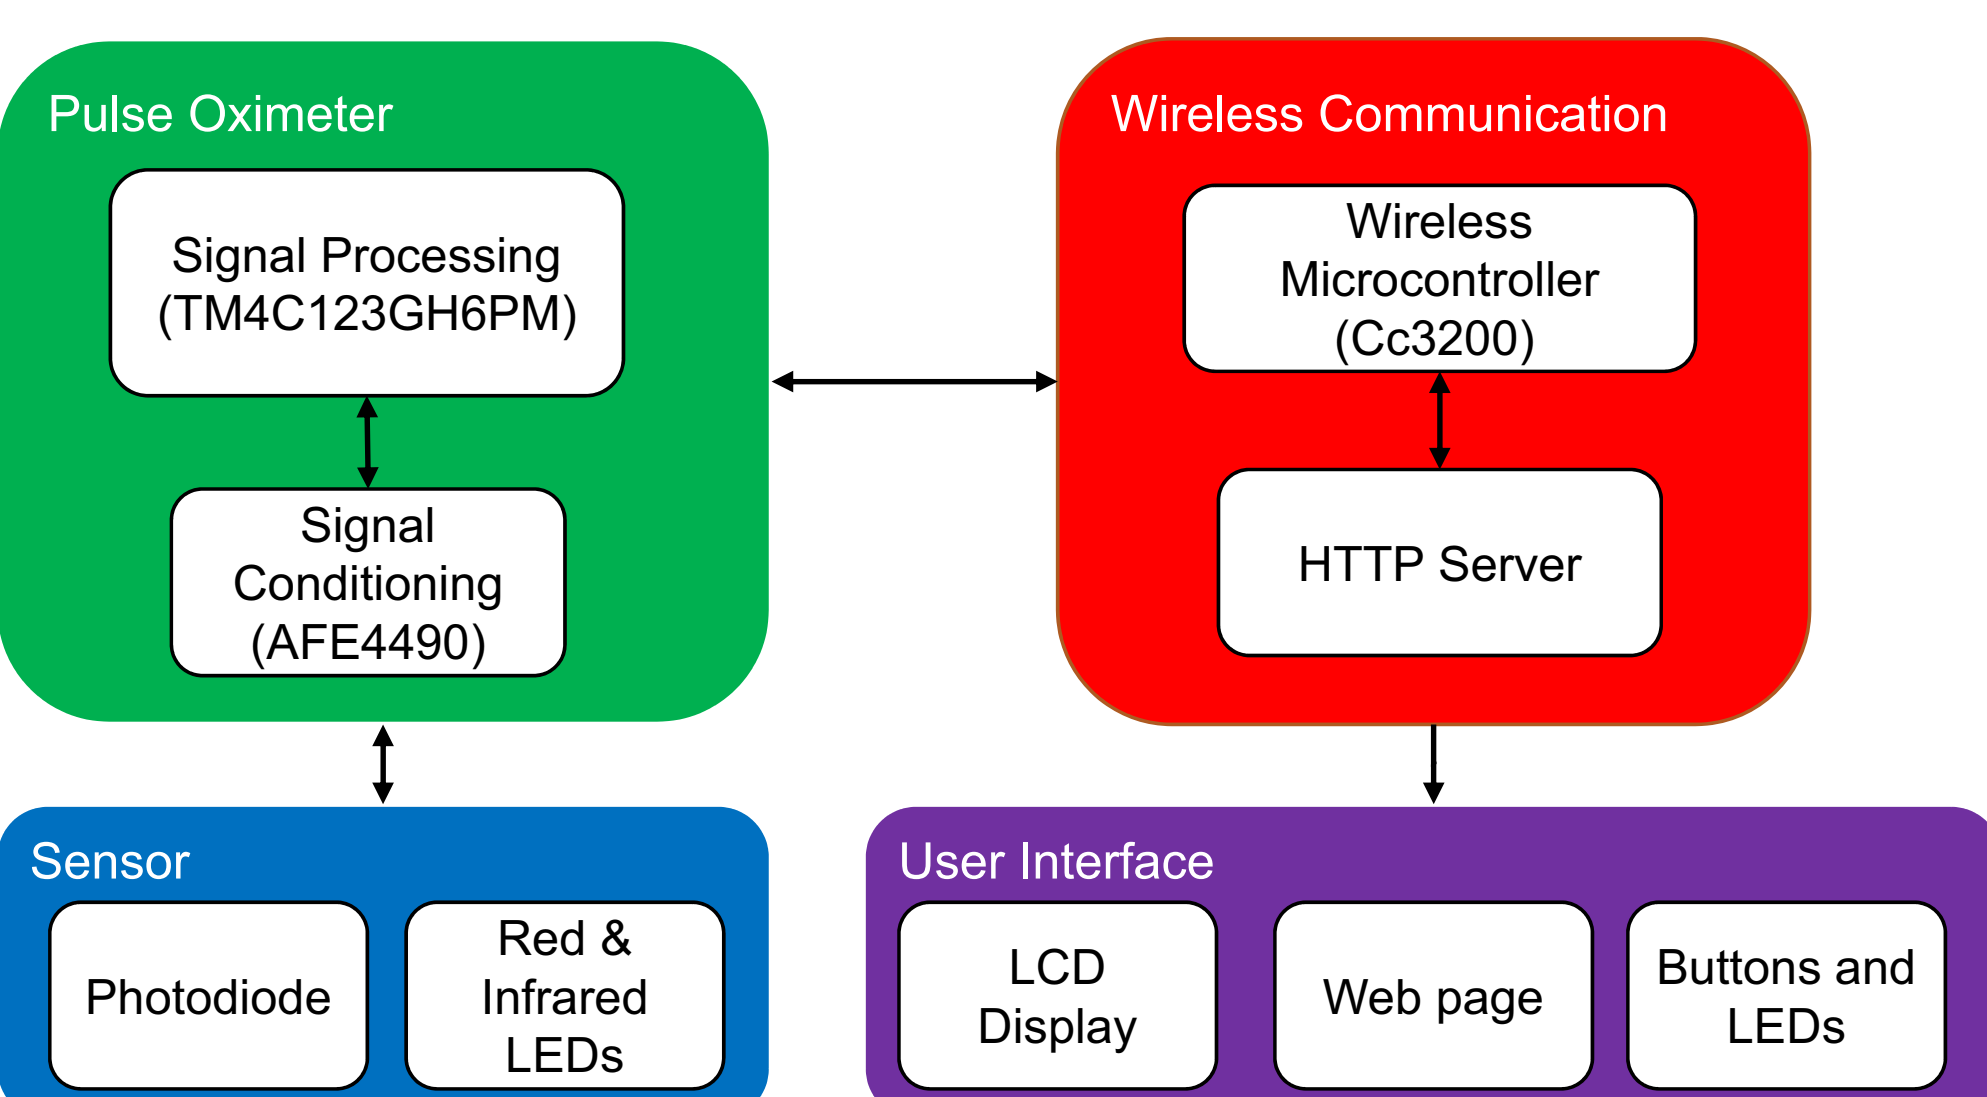 Pulse Oximeter
Signal Processing
(TM4C123GH6PM)
Signal
Conditioning
(AFE4490)
Wireless Communication
Wireless
Microcontroller
(Cc3200)
HTTP Server
Sensor
Photodiode
Red &
Infrared
LEDs
User Interface
LCD
Display
Web page
Buttons and
LEDs